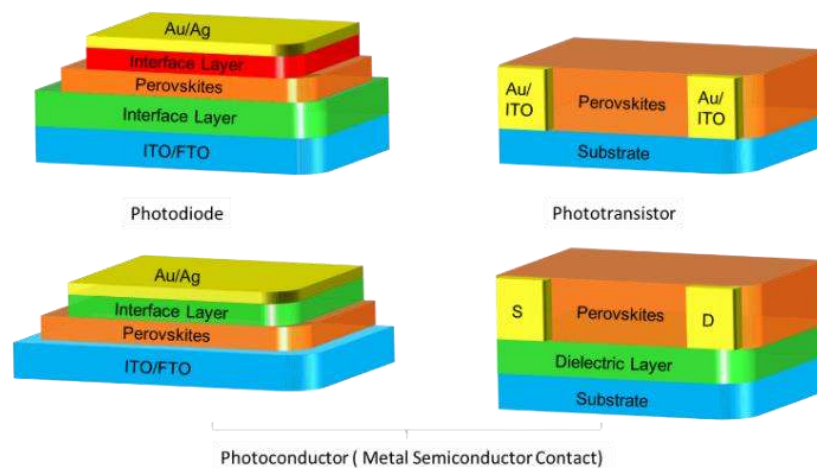 Au/Ag
Interface Layer
Perovskites
Interface Layer
ITO/FTO
Photodiode
Au/
ITO
Perovskites
Au/
ITO
Substrate
Phototransistor
Au/Ag
Interface Layer
Perovskites
ITO/FTO
S
Perovskites
D
Dielectric Layer
Substrate
Photoconductor ( Metal Semiconductor Contact)